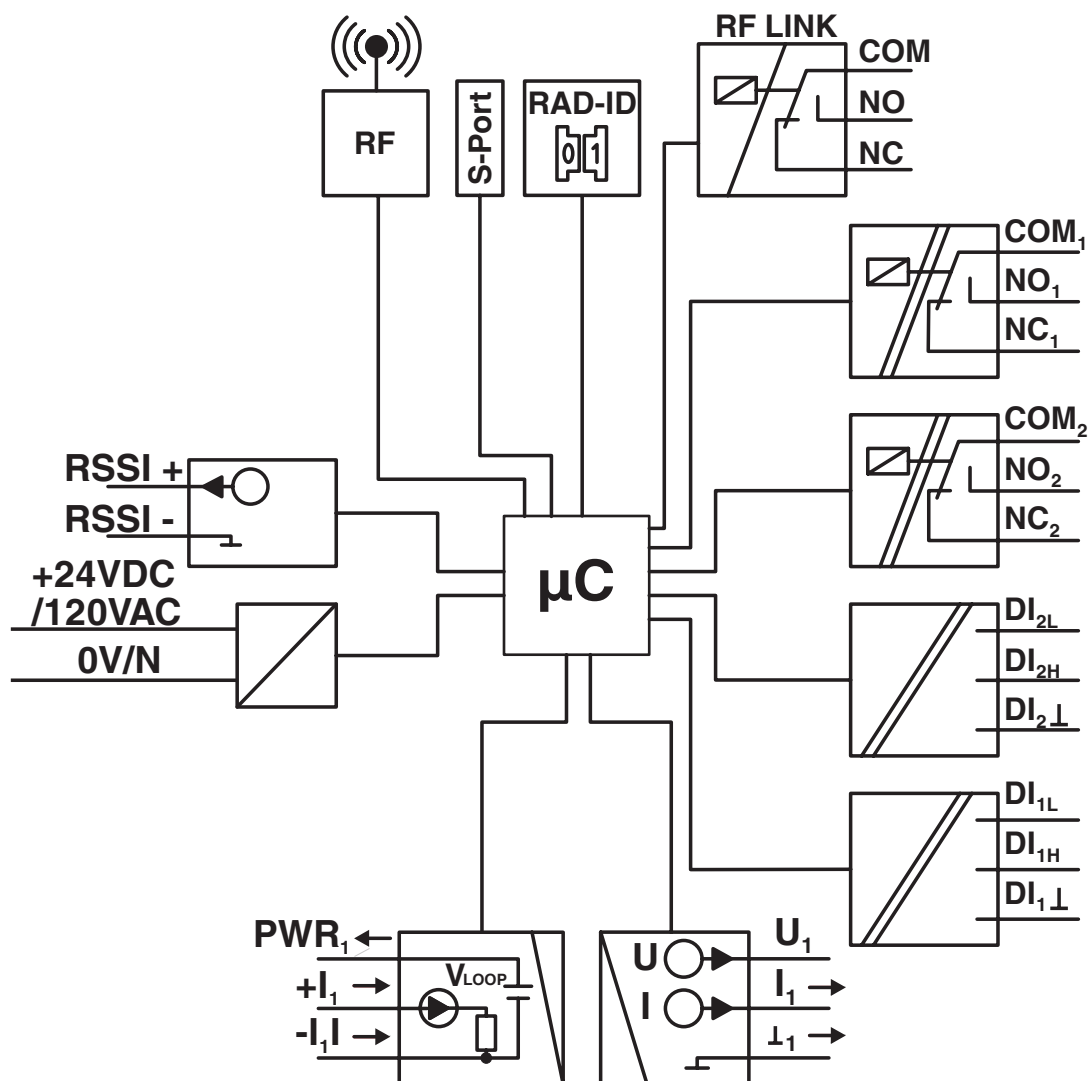 RF LINK
COM
NO
NC
RF
S-Port
RAD-ID
0 1
COM₁
NO₁
NC₁
COM₂
NO₂
NC₂
RSSI +
RSSI -
+24VDC
/120VAC
0V/N
µC
DI₂L
DI₂H
DI₂⊥
DI₁L
DI₁H
DI₁⊥
PWR₁
+I₁
-I₁I
VLOOP
U
I
U₁
I₁
⊥₁